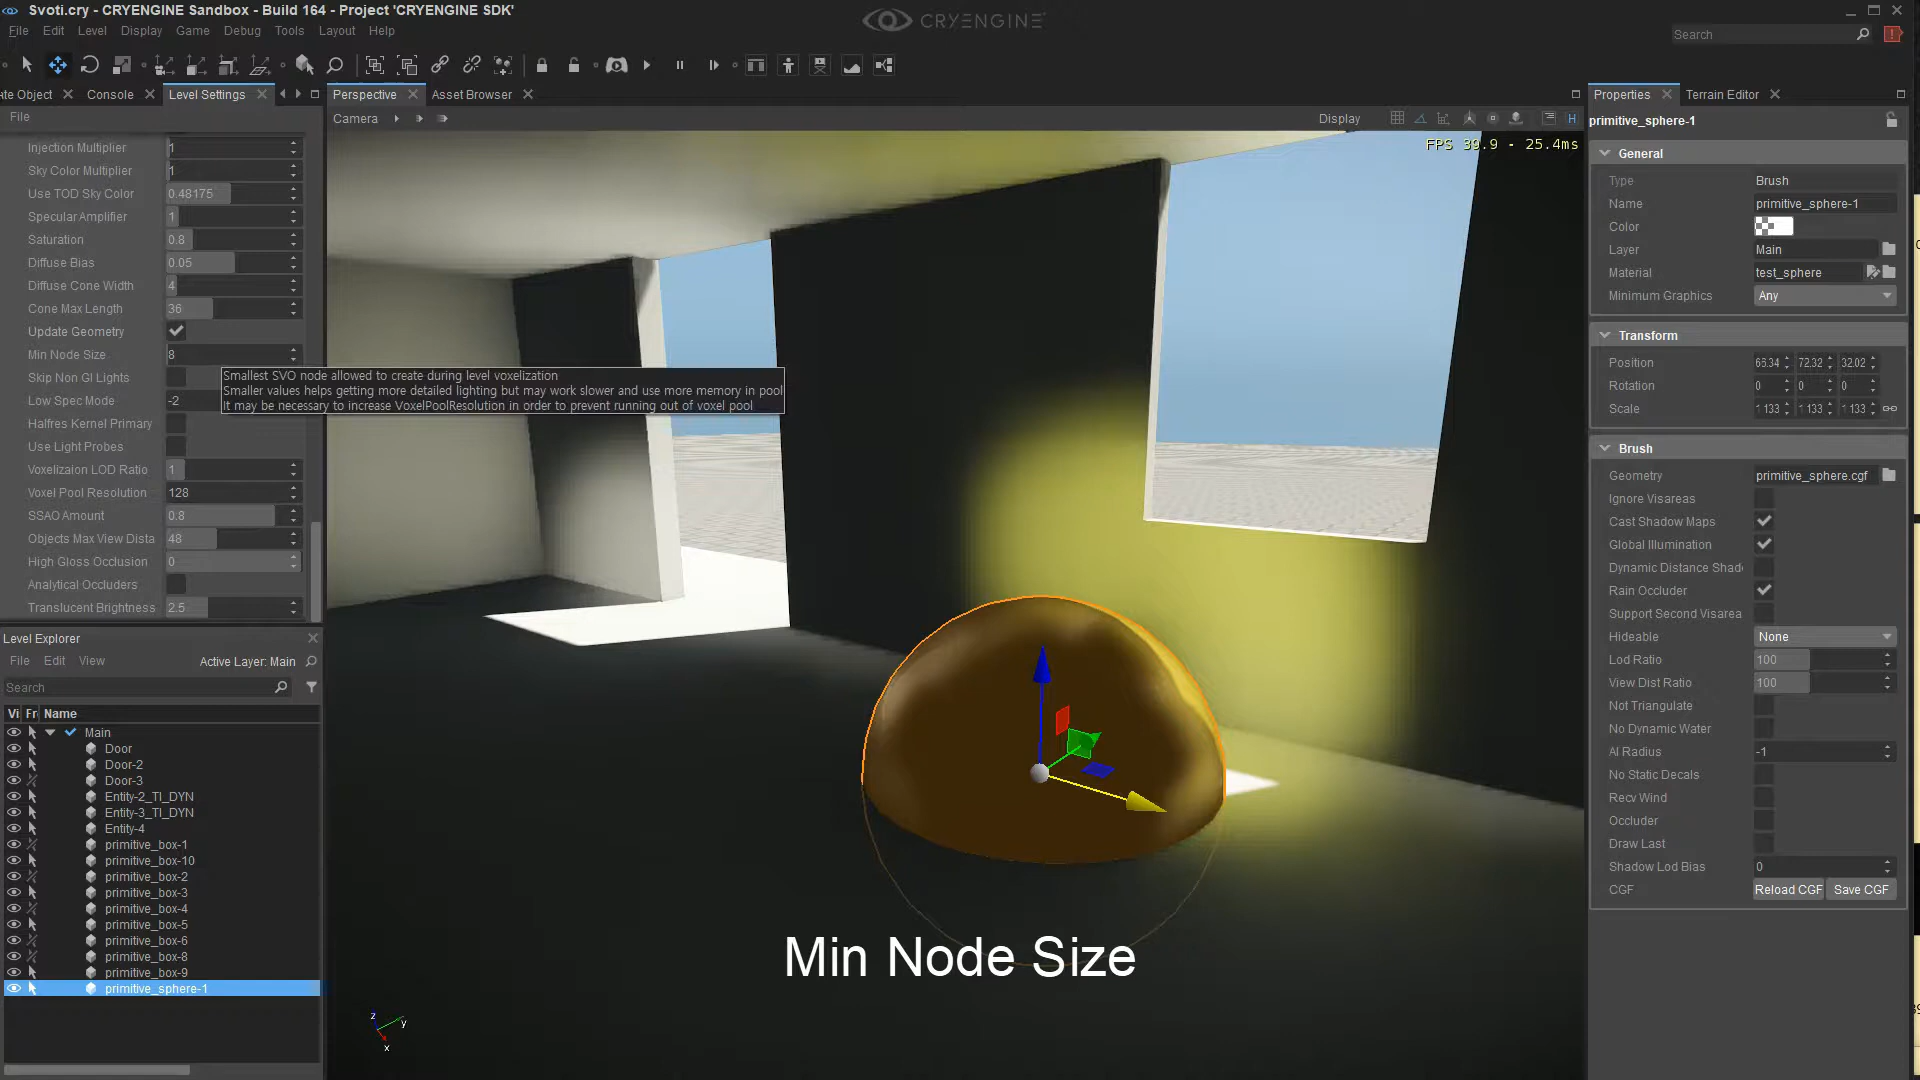 Svoti.cry - CRYENGINE Sandbox - Build 164 - Project 'CRYENGINE SDK'
CRYENGINE
File Edit Level Display Game Debug Tools Layout Help
Search
te Object Console Level Settings
Perspective Asset Browser
Properties Terrain Editor
File
Camera
Display
H
FPS 39.9 - 25.4ms
Injection Multiplier 1
Sky Color Multiplier 1
Use TOD Sky Color 0.48175
Specular Amplifier 1
Saturation 0.8
Diffuse Bias 0.05
Diffuse Cone Width 4
Cone Max Length 36
Update Geometry
Min Node Size 8
Skip Non GI Lights
Low Spec Mode -2
Halfres Kernel Primary
Use Light Probes
Voxelizaion LOD Ratio 1
Voxel Pool Resolution 128
SSAO Amount 0.8
Objects Max View Dista 48
High Gloss Occlusion 0
Analytical Occluders
Translucent Brightness 2.5
Smallest SVO node allowed to create during level voxelization
Smaller values helps getting more detailed lighting but may work slower and use more memory in pool
It may be necessary to increase VoxelPoolResolution in order to prevent running out of voxel pool
Level Explorer
File Edit View Active Layer: Main
Search
Vi Fr Name
Main
Door
Door-2
Door-3
Entity-2_TI_DYN
Entity-3_TI_DYN
Entity-4
primitive_box-1
primitive_box-10
primitive_box-2
primitive_box-3
primitive_box-4
primitive_box-5
primitive_box-6
primitive_box-8
primitive_box-9
primitive_sphere-1
Min Node Size
z
y
x
primitive_sphere-1
General
Type Brush
Name primitive_sphere-1
Color
Layer Main
Material test_sphere
Minimum Graphics Any
Transform
Position 72.32 32.02
Rotation 0 0 0
Scale 1 133 1 133 1 133
Brush
Geometry primitive_sphere.cgf
Ignore Visareas
Cast Shadow Maps
Global Illumination
Dynamic Distance Shad
Rain Occluder
Support Second Visarea
Hideable None
Lod Ratio 100
View Dist Ratio 100
Not Triangulate
No Dynamic Water
AI Radius -1
No Static Decals
Recv Wind
Occluder
Draw Last
Shadow Lod Bias 0
CGF Reload CGF Save CGF